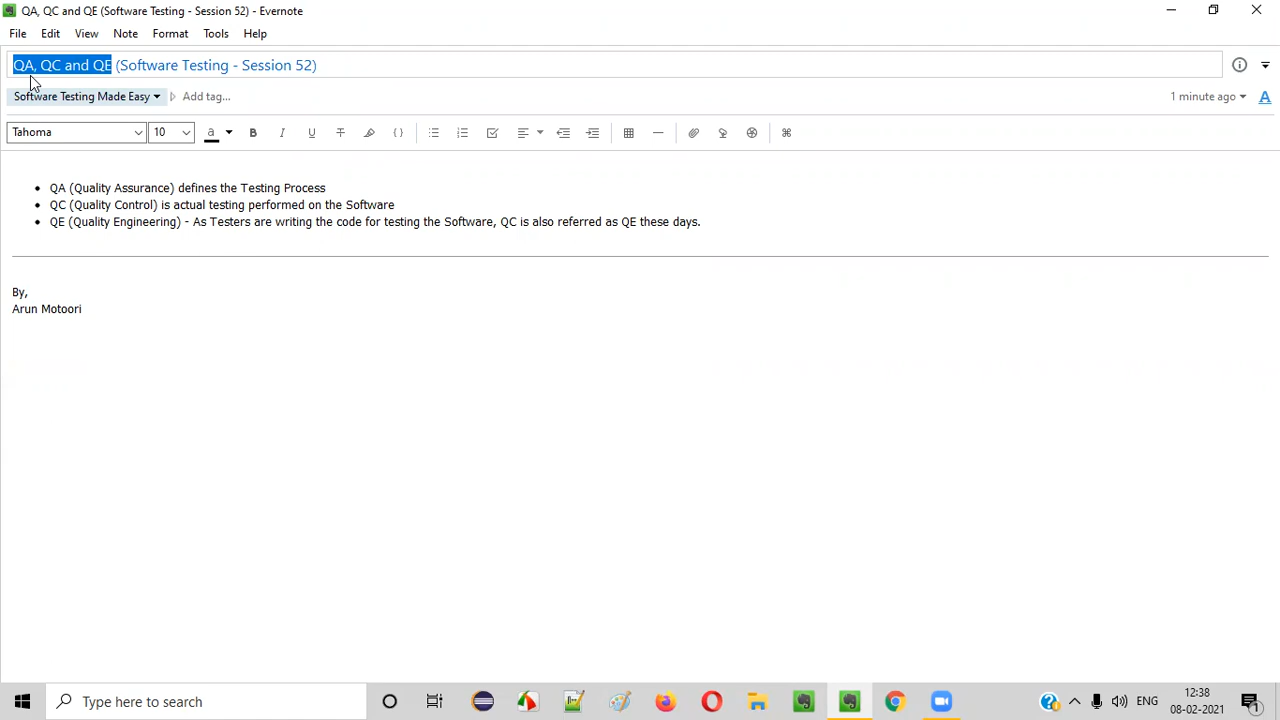 QA, QC and QE (Software Testing - Session 52) - Evernote
File Edit View Note Format Tools Help
QA, QC and QE (Software Testing - Session 52)
Software Testing Made Easy Add tag... 1 minute ago A
Tahoma 10 a B I U T
QA (Quality Assurance) defines the Testing Process
QC (Quality Control) is actual testing performed on the Software
QE (Quality Engineering) - As Testers are writing the code for testing the Software, QC is also referred as QE these days.
By,
Arun Motoori
Type here to search ENG 12:38
08-02-2021 1